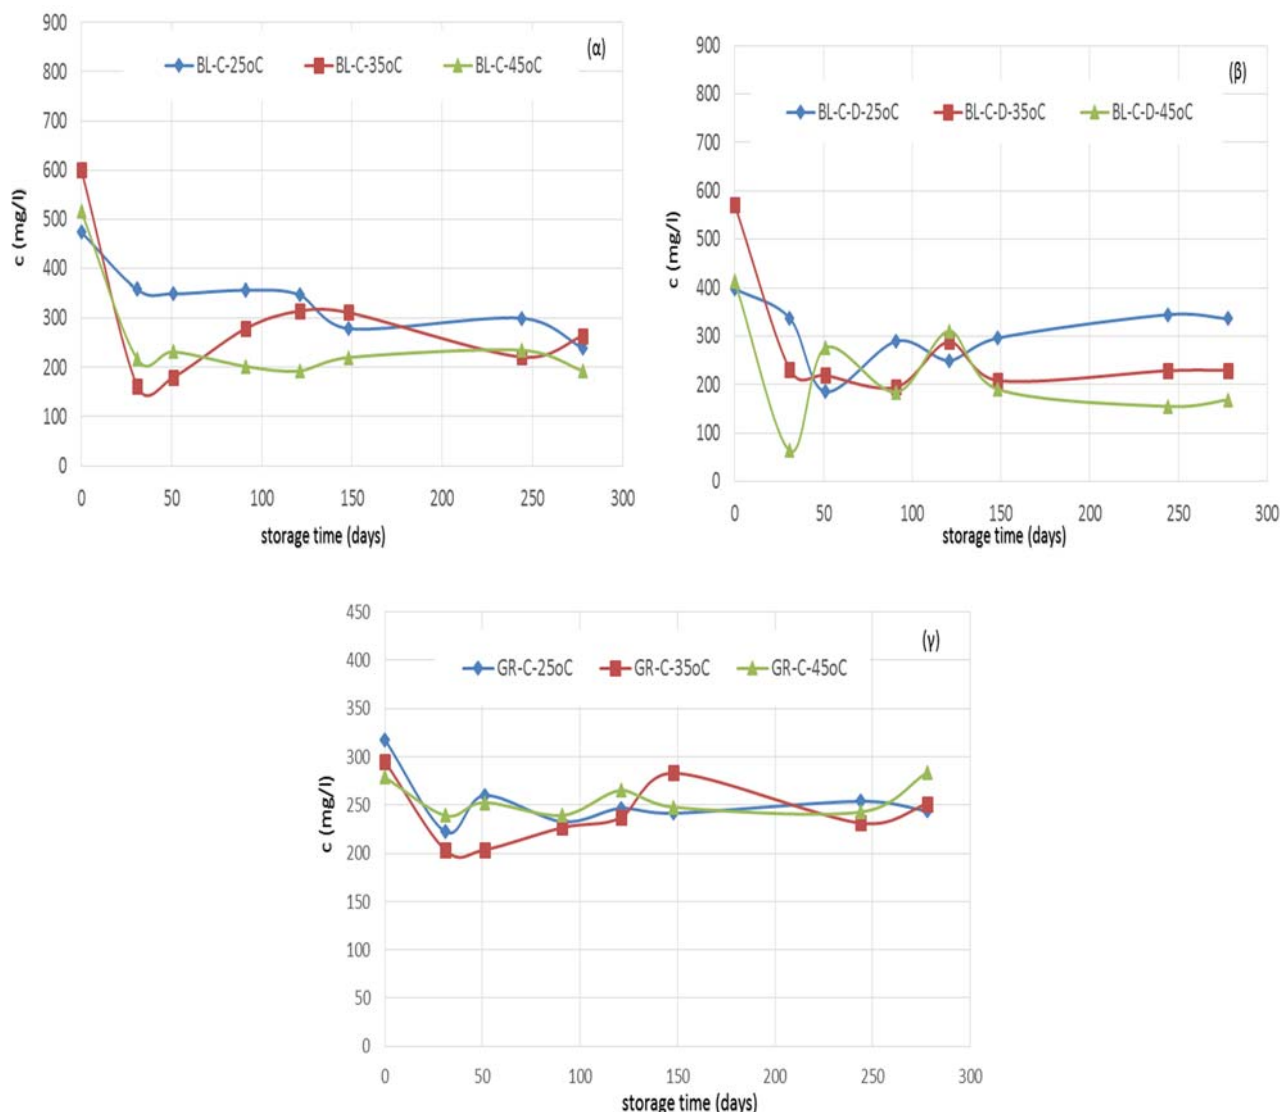 900
800
700
600
500
400
300
200
100
0
0 50 100 150 200 250 300
c (mg/l)
storage time (days)
BL-C-25oC BL-C-35oC BL-C-45oC
(α)
900
800
700
600
500
400
300
200
100
0
0 50 100 150 200 250 300
c (mg/l)
storage time (days)
BL-C-D-25oC BL-C-D-35oC BL-C-D-45oC
(β)
450
400
350
300
250
200
150
100
50
0
0 50 100 150 200 250 300
c (mg/l)
storage time (days)
GR-C-25oC GR-C-35oC GR-C-45oC
(γ)